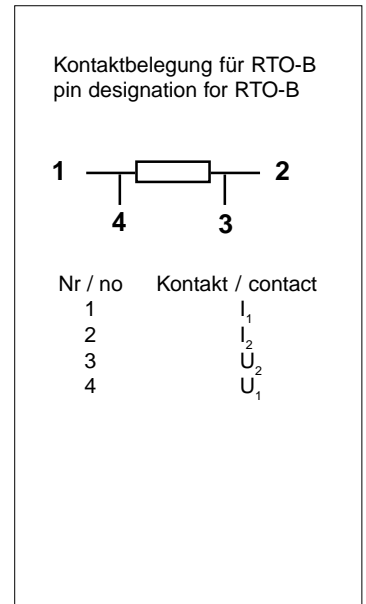 Kontaktbelegung für RTO-B
pin designation for RTO-B
1 2
4 3
Nr / no Kontakt / contact
1 I₁
2 I₂
3 U₂
4 U₁